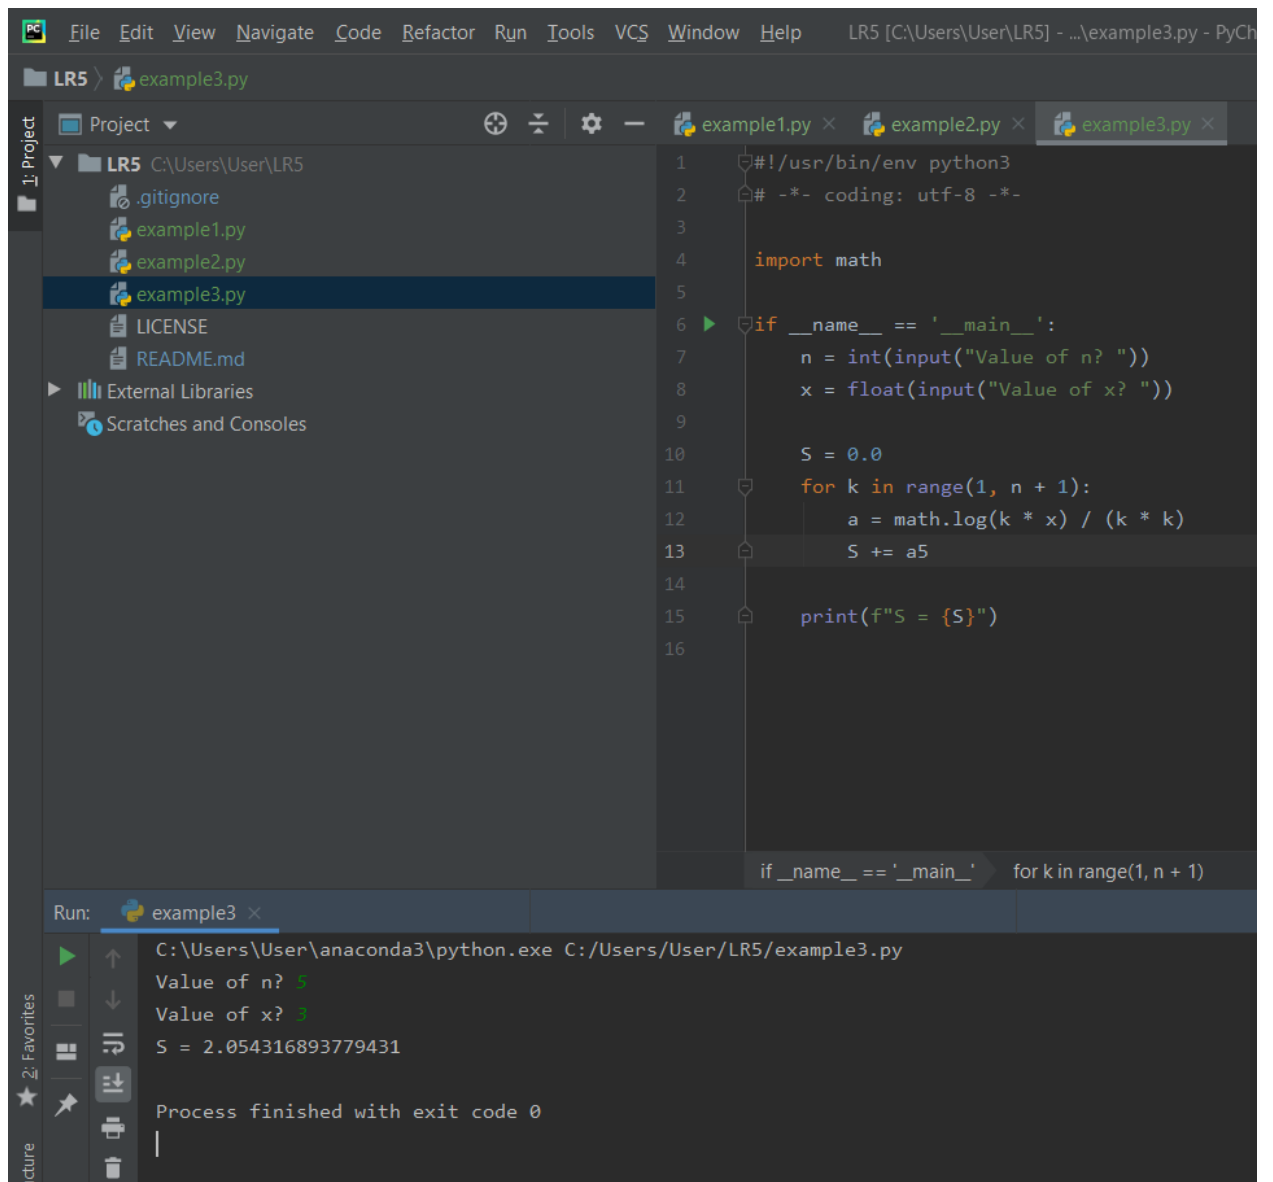 PC File Edit View Navigate Code Refactor Run Tools VCS Window Help LR5 [C:\Users\User\LR5] - ...\example3.py - PyCh
LR5 example3.py
1: Project
Project
LR5 C:\Users\User\LR5
.gitignore
example1.py
example2.py
example3.py
LICENSE
README.md
External Libraries
Scratches and Consoles
example1.py example2.py example3.py
1 #!/usr/bin/env python3
2 # -*- coding: utf-8 -*-
3
4 import math
5
6 if __name__ == '__main__':
7     n = int(input("Value of n? "))
8     x = float(input("Value of x? "))
9
10     S = 0.0
11     for k in range(1, n + 1):
12         a = math.log(k * x) / (k * k)
13         S += a5
14
15     print(f"S = {S}")
16
if __name__ == '__main__' for k in range(1, n + 1)
Run: example3
C:\Users\User\anaconda3\python.exe C:/Users/User/LR5/example3.py
Value of n? 5
Value of x? 3
S = 2.054316893779431
Process finished with exit code 0
2: Favorites
cture